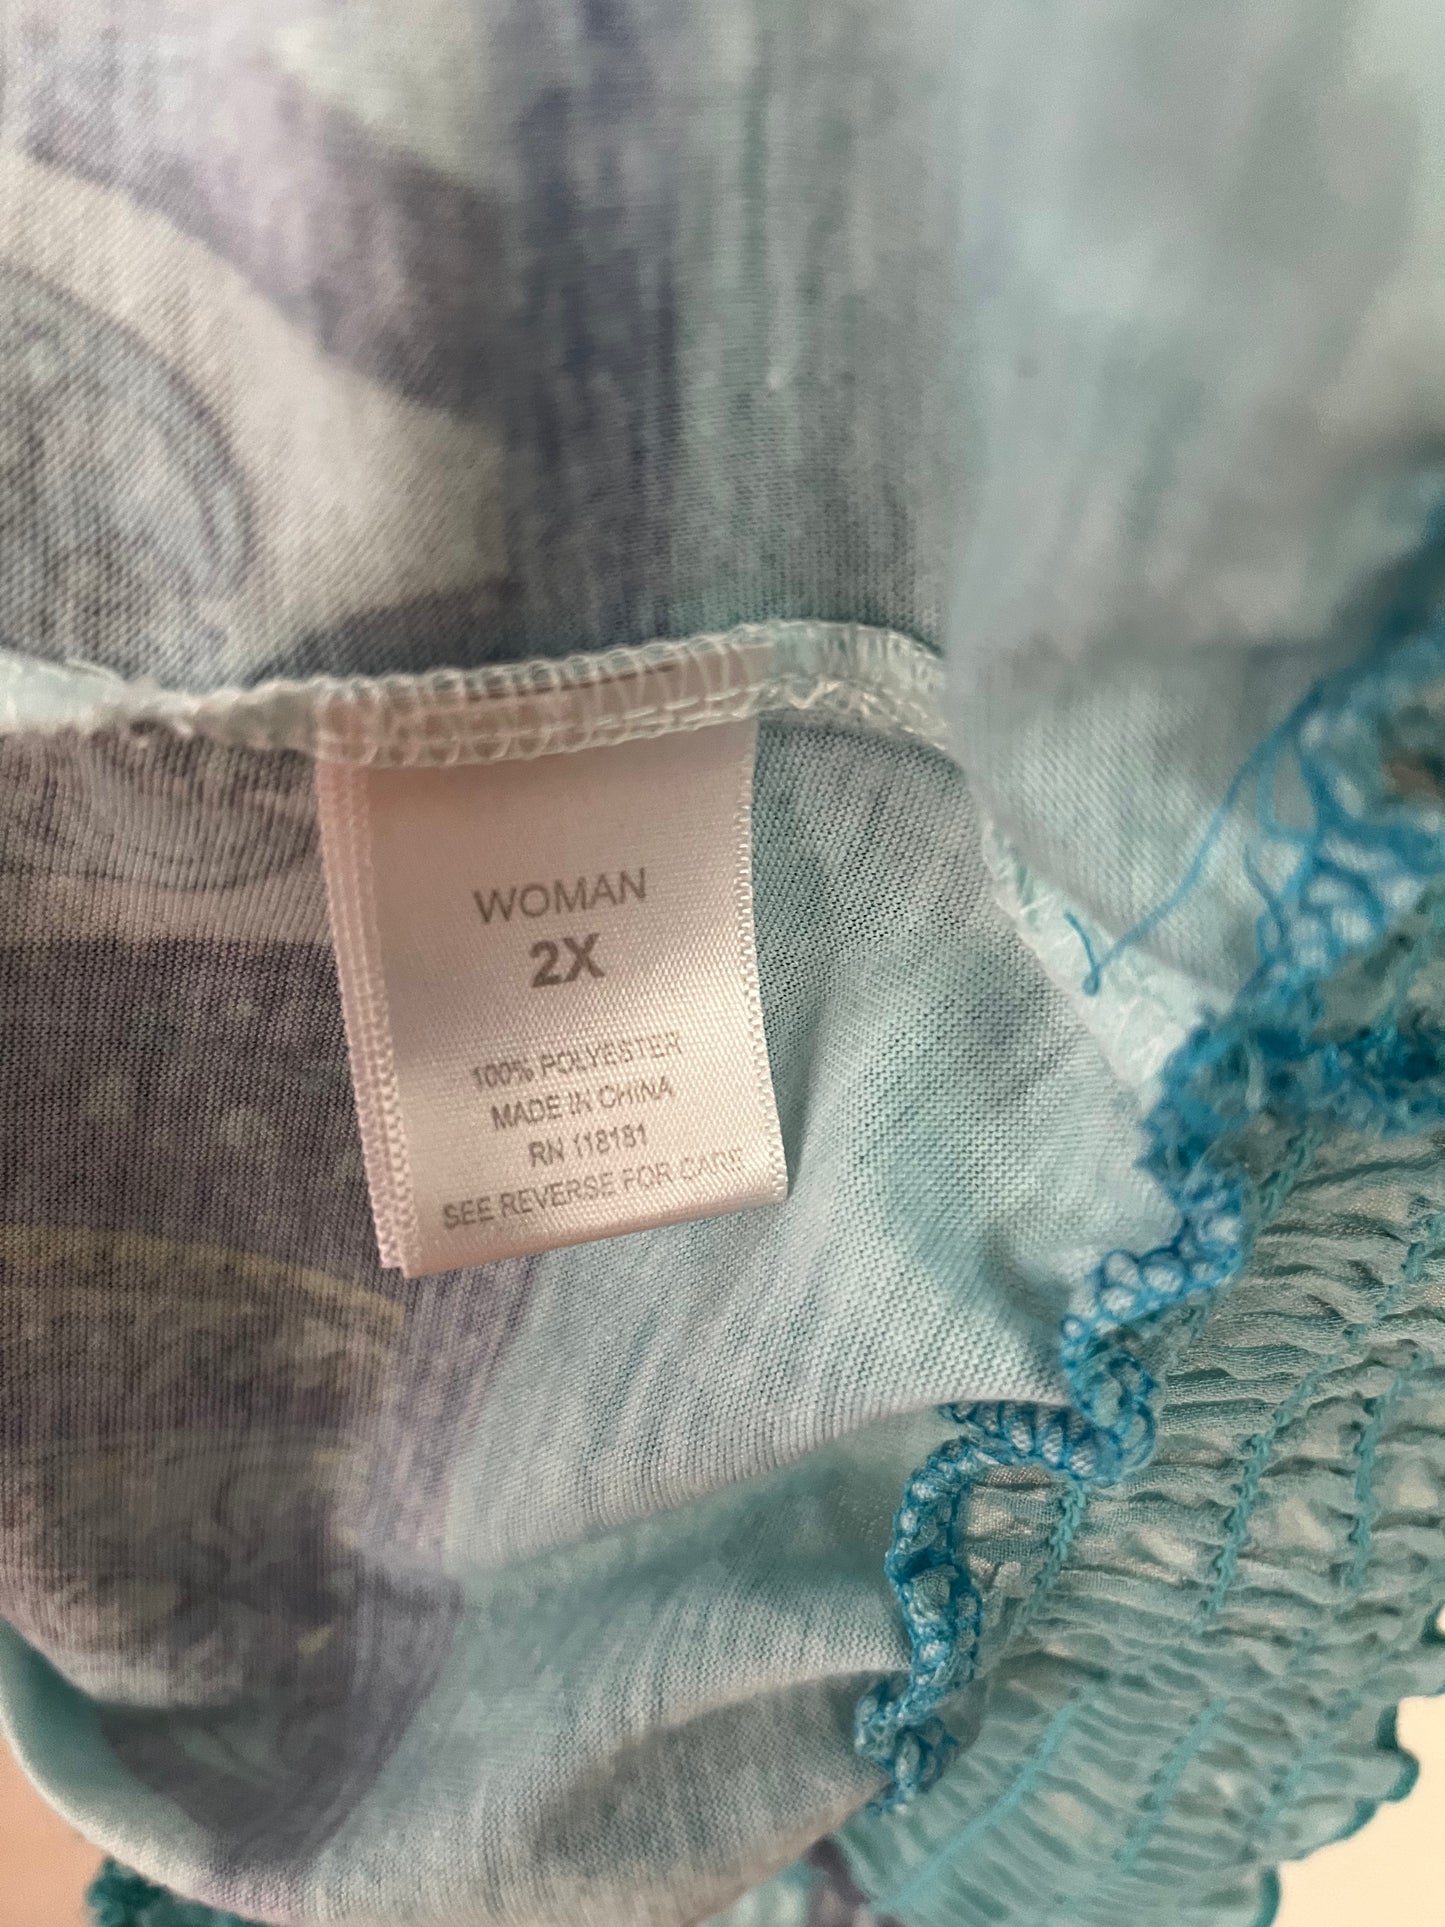 WOMAN
2X
100% POLYESTER
MADE IN CHINA
RN 118181
SEE REVERSE FOR CARE